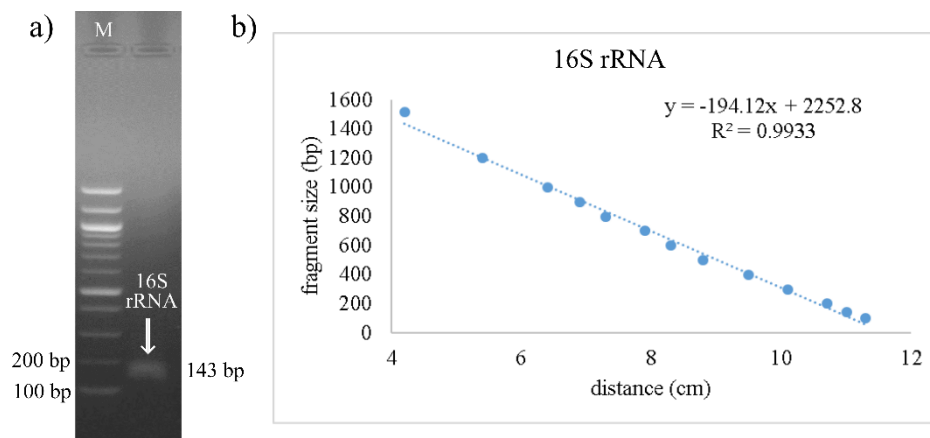 a)
M
16S
rRNA
200 bp
100 bp
143 bp
b)
16S rRNA
y = -194.12x + 2252.8
R² = 0.9933
fragment size (bp)
1600
1400
1200
1000
800
600
400
200
0
4 6 8 10 12
distance (cm)